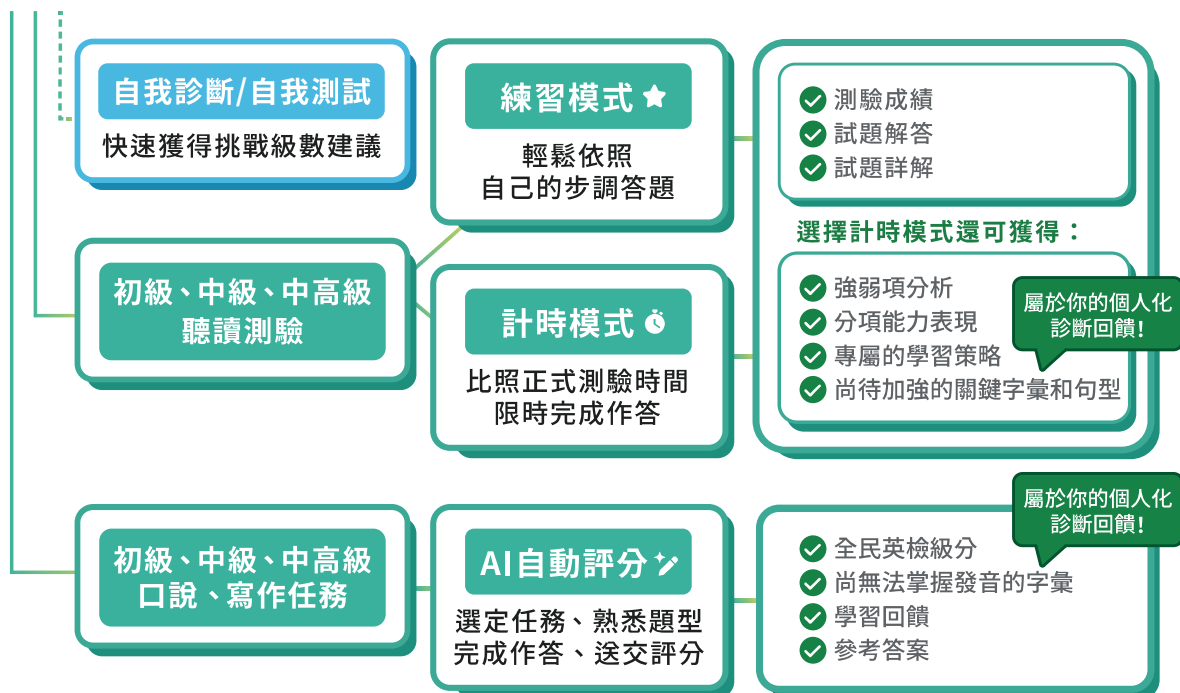 自我診斷/自我測試
快速獲得挑戰級數建議
初級、中級、中高級
聽讀測驗
練習模式
輕鬆依照
自己的步調答題
計時模式
比照正式測驗時間
限時完成作答
測驗成績
試題解答
試題詳解
選擇計時模式還可獲得：
強弱項分析
分項能力表現
專屬的學習策略
尚待加強的關鍵字彙和句型
屬於你的個人化
診斷回饋!
初級、中級、中高級
口說、寫作任務
AI自動評分
選定任務、熟悉題型
完成作答、送交評分
全民英檢級分
尚無法掌握發音的字彙
學習回饋
參考答案
屬於你的個人化
診斷回饋!